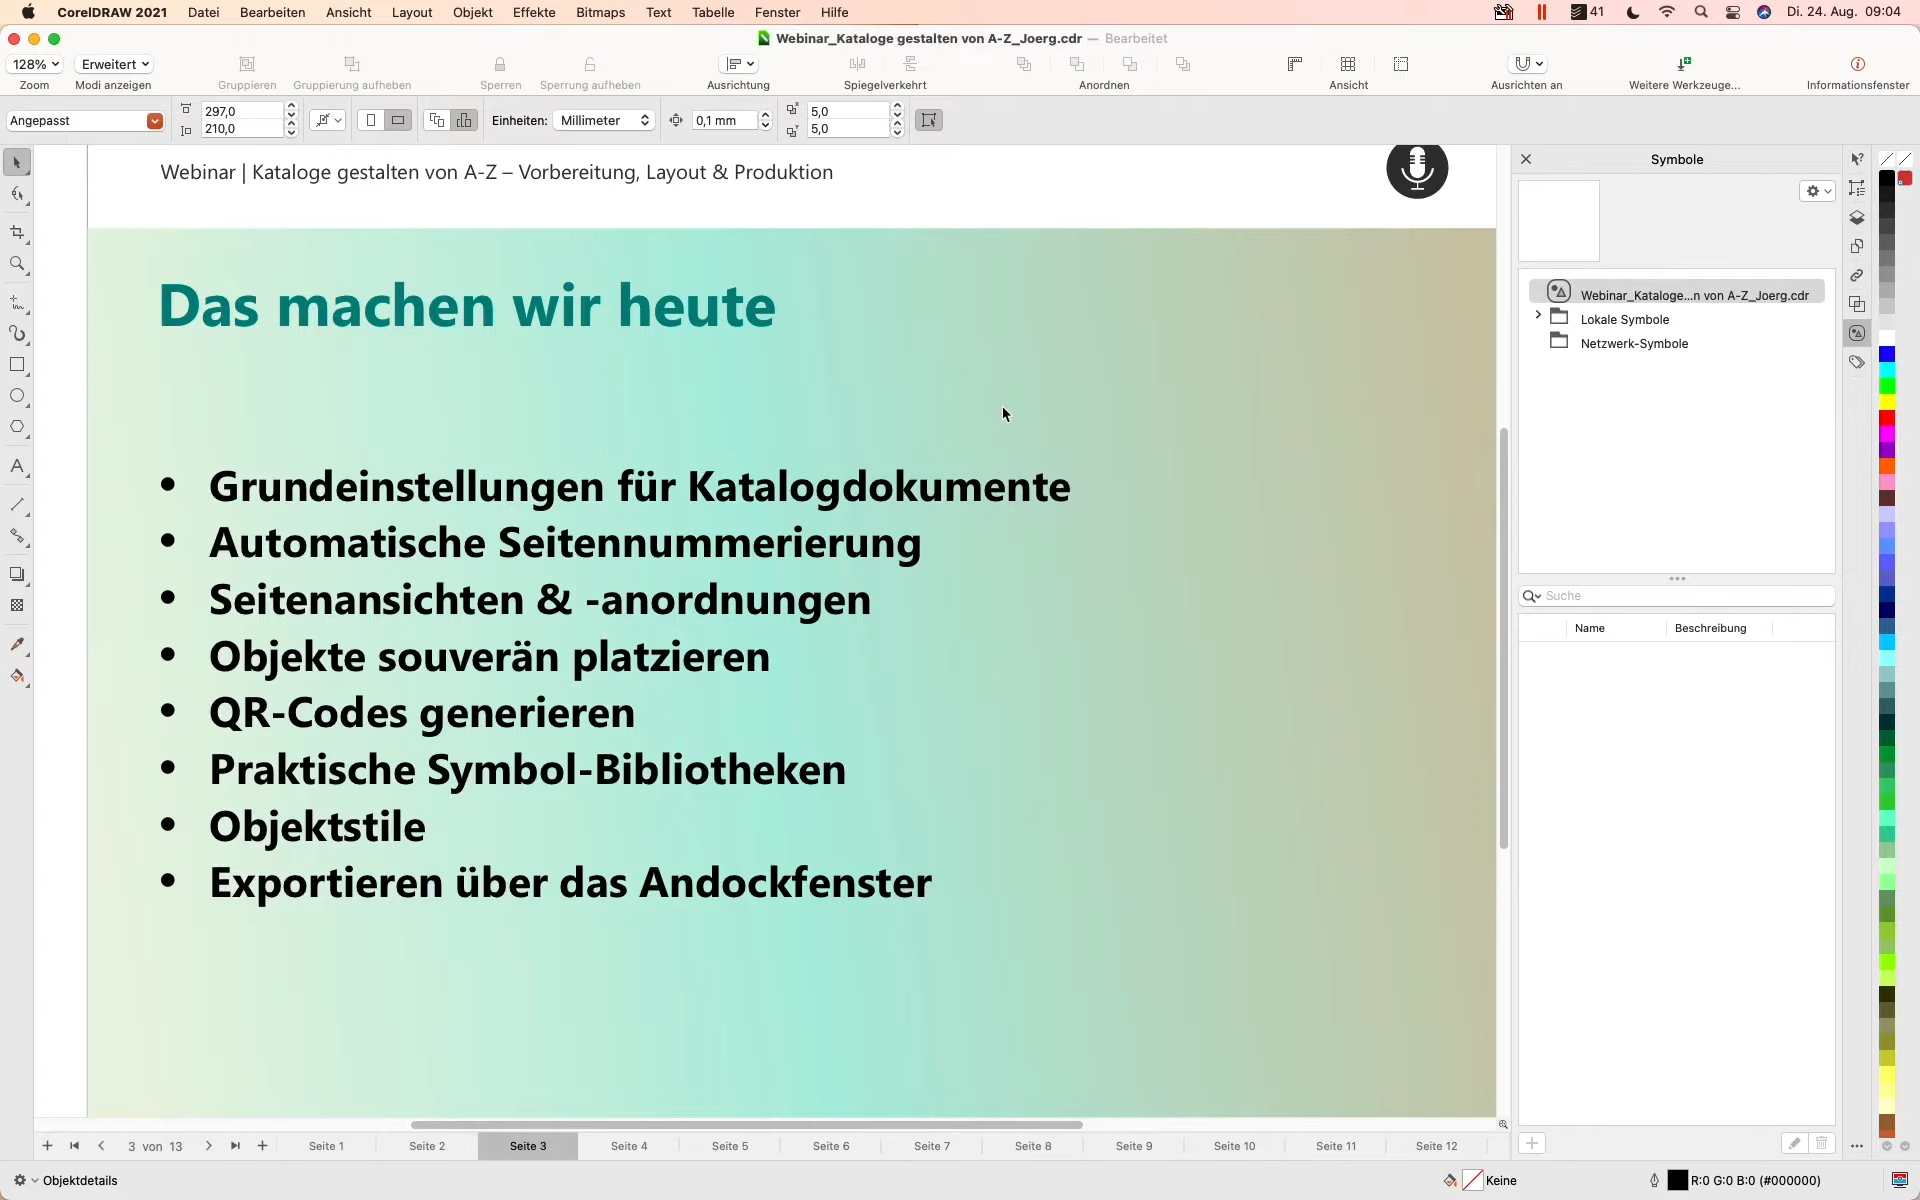 CorelDRAW 2021 Datei Bearbeiten Ansicht Layout Objekt Effekte Bitmaps Text Tabelle Fenster Hilfe 41 Di. 24. Aug. 09:04
Webinar_Kataloge gestalten von A-Z_Joerg.cdr — Bearbeitet
128% Erweitert
Zoom Modi anzeigen Gruppieren Gruppierung aufheben Sperren Sperrung aufheben Ausrichtung Spiegelverkehrt Anordnen Ansicht Ausrichten an Weitere Werkzeuge... Informationsfenster
Angepasst 297,0 210,0 Einheiten: Millimeter 0,1 mm 5,0 5,0
Webinar | Kataloge gestalten von A-Z – Vorbereitung, Layout & Produktion
Das machen wir heute
• Grundeinstellungen für Katalogdokumente
• Automatische Seitennummerierung
• Seitenansichten & -anordnungen
• Objekte souverän platzieren
• QR-Codes generieren
• Praktische Symbol-Bibliotheken
• Objektstile
• Exportieren über das Andockfenster
Symbole
Webinar_Kataloge...n von A-Z_Joerg.cdr
Lokale Symbole
Netzwerk-Symbole
Suche
Name Beschreibung
3 von 13 Seite 1 Seite 2 Seite 3 Seite 4 Seite 5 Seite 6 Seite 7 Seite 8 Seite 9 Seite 10 Seite 11 Seite 12
Objektdetails Keine R:0 G:0 B:0 (#000000)